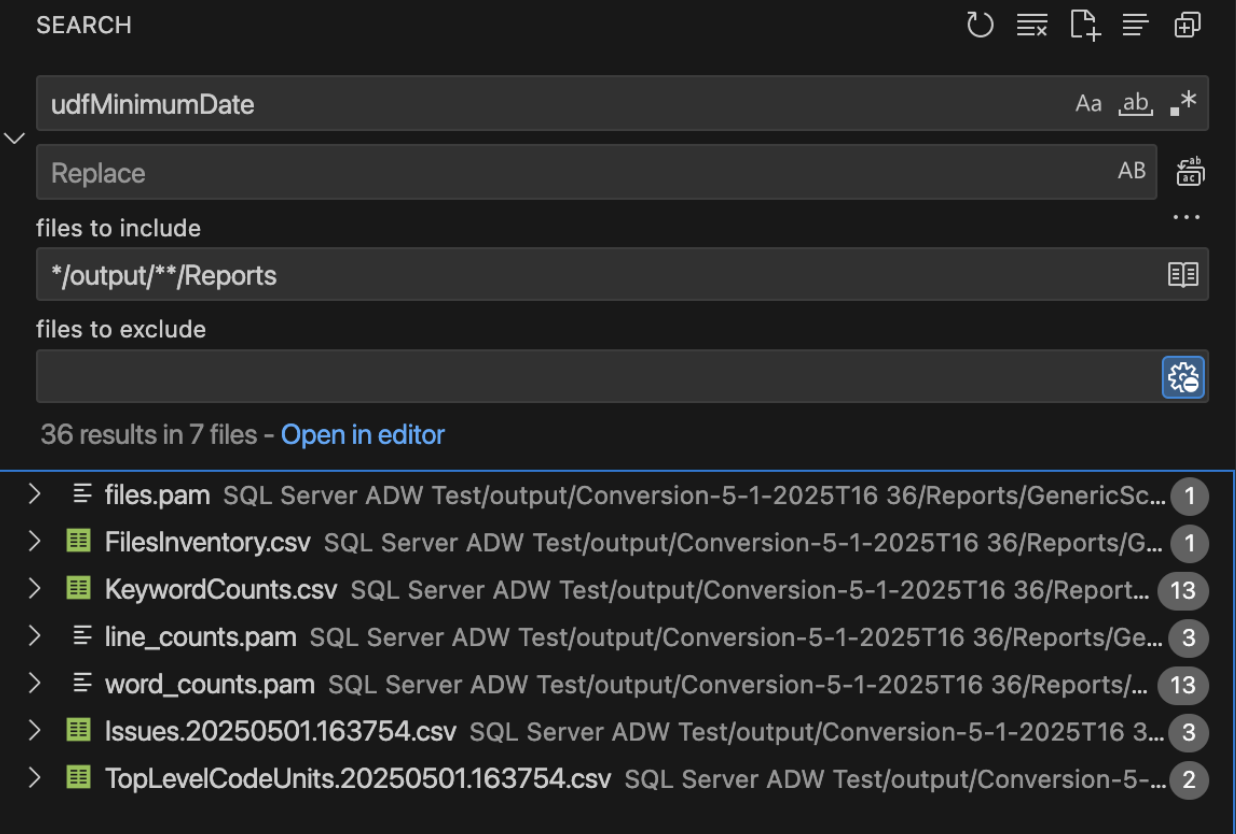 SEARCH
udfMinimumDate Aa ab *
Replace AB ab ac
...
files to include
*/output/**/Reports
files to exclude
36 results in 7 files - Open in editor
files.pam SQL Server ADW Test/output/Conversion-5-1-2025T16 36/Reports/GenericSc... 1
FilesInventory.csv SQL Server ADW Test/output/Conversion-5-1-2025T16 36/Reports/G... 1
KeywordCounts.csv SQL Server ADW Test/output/Conversion-5-1-2025T16 36/Report... 13
line_counts.pam SQL Server ADW Test/output/Conversion-5-1-2025T16 36/Reports/Ge... 3
word_counts.pam SQL Server ADW Test/output/Conversion-5-1-2025T16 36/Reports/... 13
Issues.20250501.163754.csv SQL Server ADW Test/output/Conversion-5-1-2025T16 3... 3
TopLevelCodeUnits.20250501.163754.csv SQL Server ADW Test/output/Conversion-5-... 2